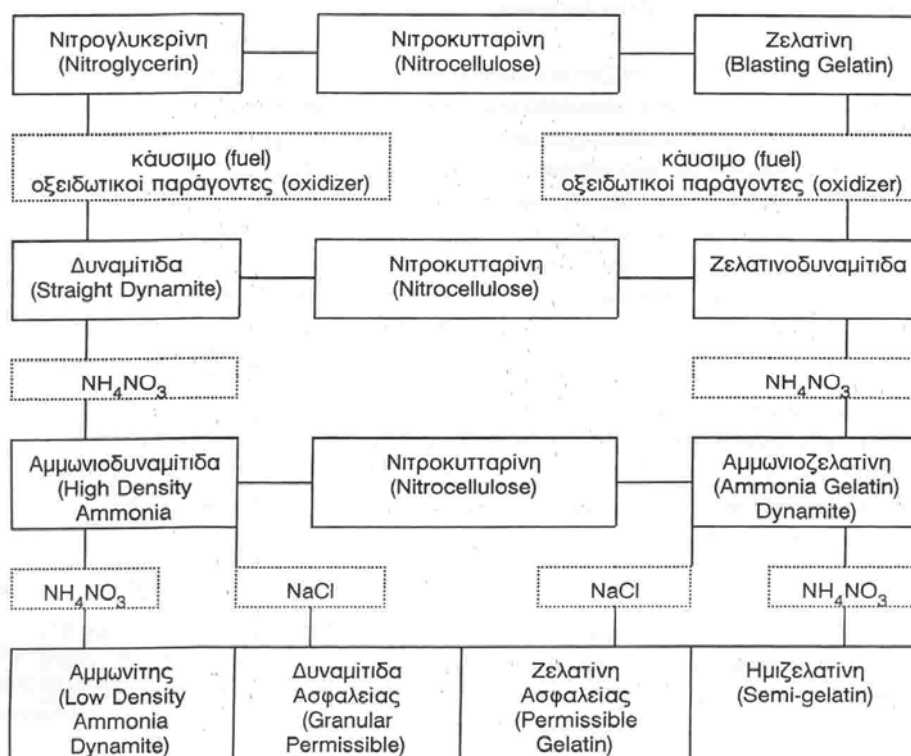 Νιτρογλυκερίνη
(Nitroglycerin)
Νιτροκυτταρίνη
(Nitrocellulose)
Ζελατίνη
(Blasting Gelatin)
κάυσιμο (fuel)
οξειδωτικοί παράγοντες (oxidizer)
κάυσιμο (fuel)
οξειδωτικοί παράγοντες (oxidizer)
Δυναμίτιδα
(Straight Dynamite)
Νιτροκυτταρίνη
(Nitrocellulose)
Ζελατινοδυναμίτιδα
NH₄NO₃
NH₄NO₃
Αμμωνιοδυναμίτιδα
(High Density
Ammonia
Νιτροκυτταρίνη
(Nitrocellulose)
Αμμωνιοζελατίνη
(Ammonia Gelatin)
Dynamite)
NH₄NO₃
NaCl
NaCl
NH₄NO₃
Αμμωνίτης
(Low Density
Ammonia
Dynamite)
Δυναμίτιδα
Ασφαλείας
(Granular
Permissible)
Ζελατίνη
Ασφαλείας
(Permissible
Gelatin)
Ημιζελατίνη
(Semi-gelatin)